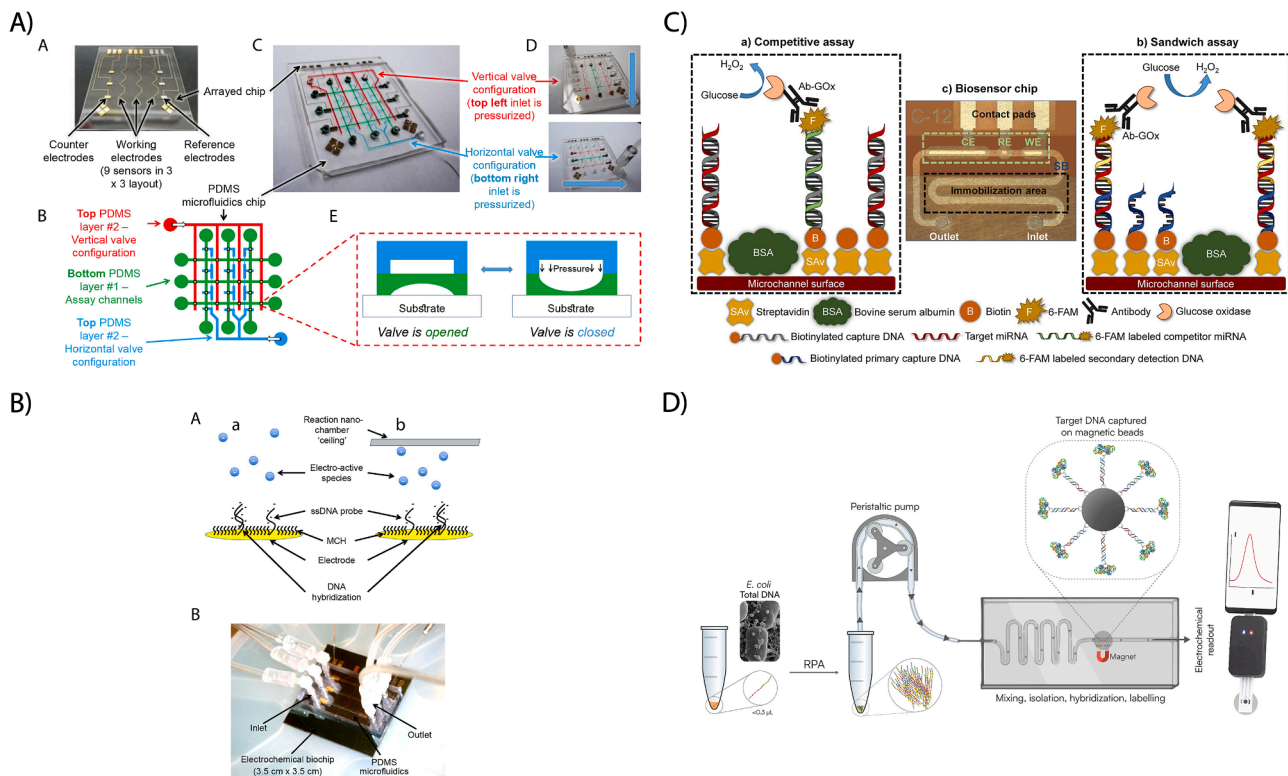 A)
A
Arrayed chip
Counter
electrodes
Working
electrodes
(9 sensors in 3
x 3 layout)
Reference
electrodes
C
D
Vertical valve
configuration
(top left inlet is
pressurized)
Horizontal valve
configuration
(bottom right
inlet is
pressurized)
PDMS
microfluidics chip
B
Top PDMS
layer #2 –
Vertical valve
configuration
Bottom PDMS
layer #1 –
Assay channels
Top PDMS
layer #2 –
Horizontal valve
configuration
E
Pressure
Substrate
Substrate
Valve is opened
Valve is closed
B)
A
a
b
Reaction nano-
chamber
'ceiling'
Electro-active
species
ssDNA probe
MCH
Electrode
DNA
hybridization
B
Inlet
Outlet
Electrochemical biochip
(3.5 cm x 3.5 cm)
PDMS
microfluidics
C)
a) Competitive assay
H2O2
Glucose
Ab-GOx
F
B
BSA
SAv
Microchannel surface
c) Biosensor chip
C-12
Contact pads
CE
RE
WE
SB
Immobilization area
Outlet
Inlet
b) Sandwich assay
Glucose
H2O2
F
Ab-GOx
B
SAv
BSA
Microchannel surface
SAv Streptavidin
BSA Bovine serum albumin
B Biotin
F 6-FAM
Antibody
Glucose oxidase
Biotinylated capture DNA
Target miRNA
6-FAM labeled competitor miRNA
Biotinylated primary capture DNA
6-FAM labeled secondary detection DNA
D)
Target DNA captured
on magnetic beads
Peristaltic pump
E. coli
Total DNA
RPA
<0.3 µL
Magnet
Mixing, isolation, hybridization, labelling
Electrochemical
readout